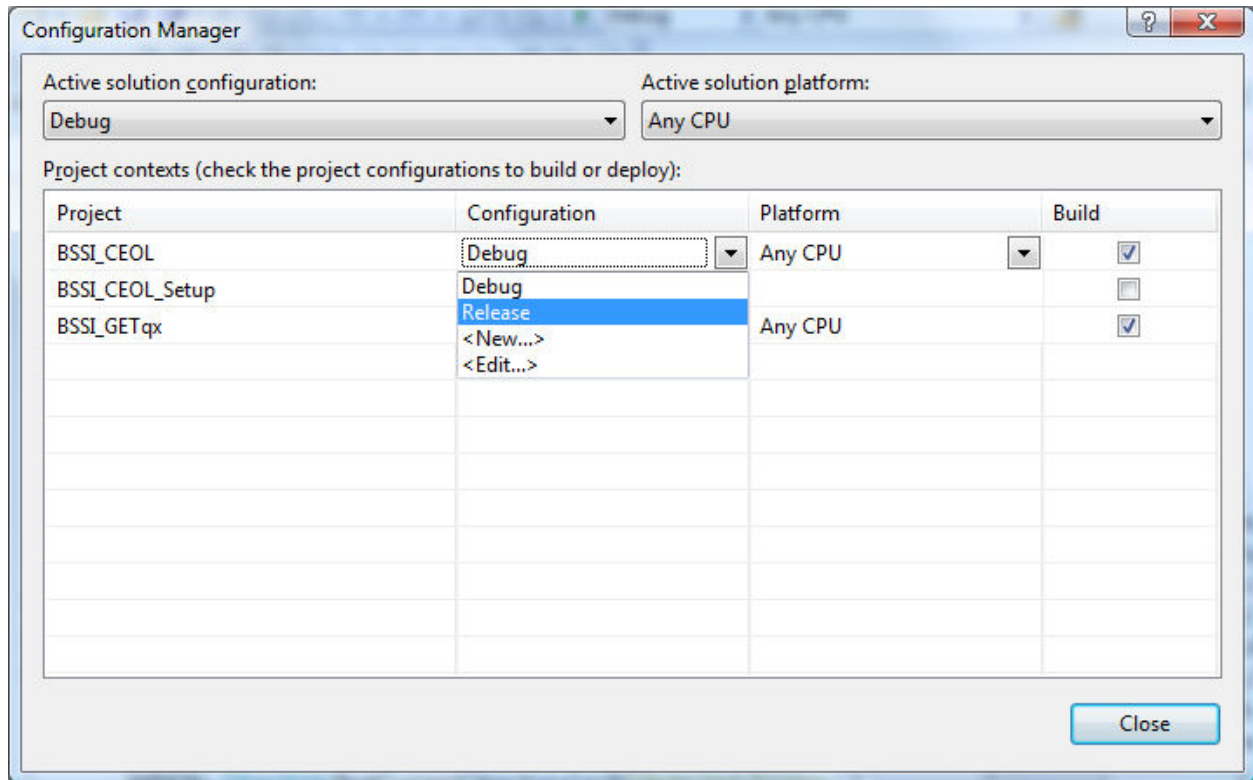 Configuration Manager
Active solution configuration: Active solution platform:
Debug Any CPU
Project contexts (check the project configurations to build or deploy):
Project Configuration Platform Build
BSSI_CEOL Debug Any CPU
BSSI_CEOL_Setup Debug
Release
BSSI_GETqx Any CPU
<New...>
<Edit...>
Close